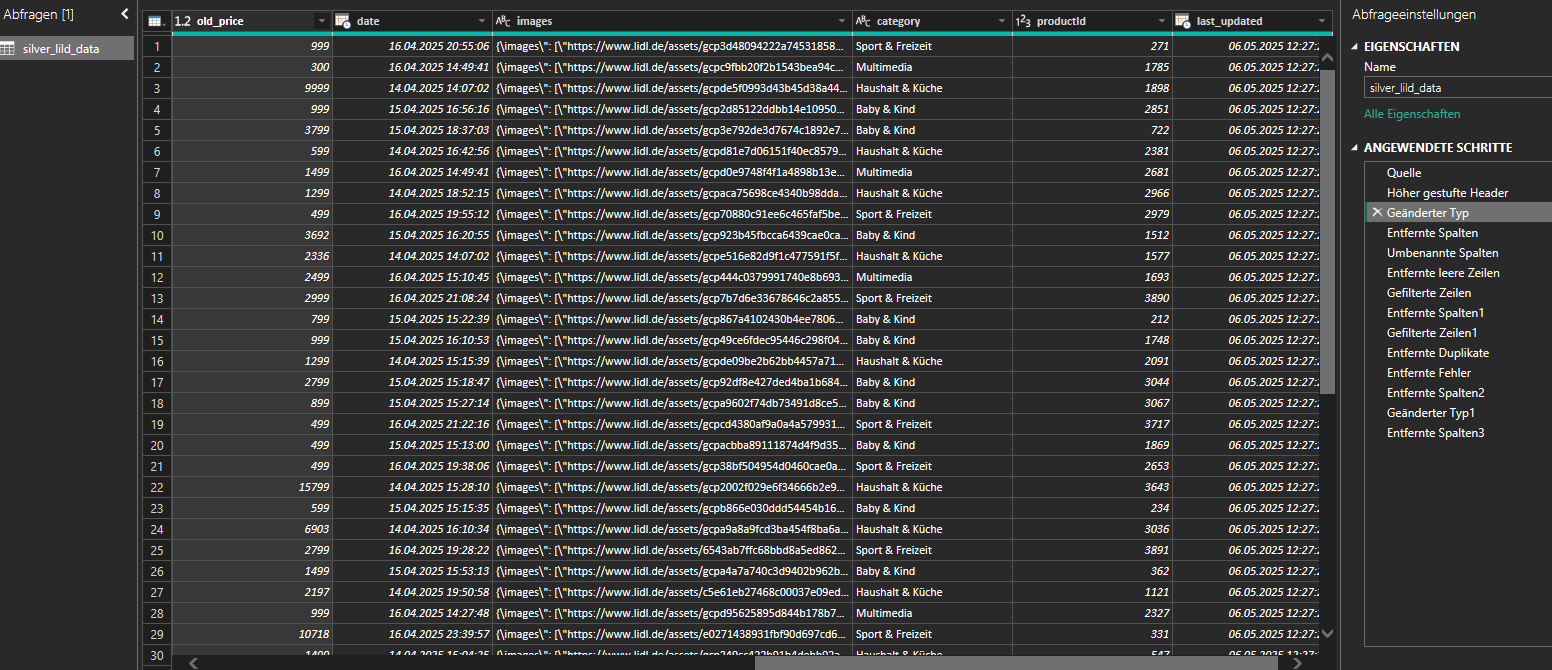 Abfragen [1]
silver_lild_data
1.2 old_price date ABC images ABC category 123 productId last_updated
1 999 16.04.2025 20:55:06 {\images\": [\"https://www.lidl.de/assets/gcp3d48094222a74531858... Sport & Freizeit 271 06.05.2025 12:27:2
2 300 16.04.2025 14:49:41 {\images\": [\"https://www.lidl.de/assets/gcpc9fbb20f2b1543bea94c... Multimedia 1785 06.05.2025 12:27:2
3 9999 14.04.2025 14:07:02 {\images\": [\"https://www.lidl.de/assets/gcpde5f0993d43b45d38a44... Haushalt & Küche 1898 06.05.2025 12:27:2
4 999 15.04.2025 16:56:16 {\images\": [\"https://www.lidl.de/assets/gcp2d85122ddbb14e10950... Baby & Kind 2851 06.05.2025 12:27:2
5 3799 15.04.2025 18:37:03 {\images\": [\"https://www.lidl.de/assets/gcp3e792de3d7674c1892e7... Baby & Kind 722 06.05.2025 12:27:2
6 599 14.04.2025 16:42:56 {\images\": [\"https://www.lidl.de/assets/gcpd81e7d06151f40ec8579... Haushalt & Küche 2381 06.05.2025 12:27:2
7 1499 16.04.2025 14:49:41 {\images\": [\"https://www.lidl.de/assets/gcpd0e9748f4f1a4898b13e... Multimedia 2681 06.05.2025 12:27:2
8 1299 14.04.2025 18:52:15 {\images\": [\"https://www.lidl.de/assets/gcpaca75698ce4340b98dda... Haushalt & Küche 2966 06.05.2025 12:27:2
9 499 16.04.2025 19:55:12 {\images\": [\"https://www.lidl.de/assets/gcp70880c91ee6c465faf5be... Sport & Freizeit 2979 06.05.2025 12:27:2
10 3692 15.04.2025 16:20:55 {\images\": [\"https://www.lidl.de/assets/gcp923b45fbcca6439cae0ca... Baby & Kind 1512 06.05.2025 12:27:2
11 2336 14.04.2025 14:07:02 {\images\": [\"https://www.lidl.de/assets/gcpe516e82d9f1c477591f5f... Haushalt & Küche 1577 06.05.2025 12:27:2
12 2499 16.04.2025 15:10:45 {\images\": [\"https://www.lidl.de/assets/gcp444c0379991740e8b693... Multimedia 1693 06.05.2025 12:27:2
13 2999 16.04.2025 21:08:24 {\images\": [\"https://www.lidl.de/assets/gcp7b7d6e33678646c2a855... Sport & Freizeit 3890 06.05.2025 12:27:2
14 799 15.04.2025 15:22:39 {\images\": [\"https://www.lidl.de/assets/gcp867a4102430b4ee7806... Baby & Kind 212 06.05.2025 12:27:2
15 999 15.04.2025 16:10:53 {\images\": [\"https://www.lidl.de/assets/gcp49ce6fdec95446c298f04... Baby & Kind 1748 06.05.2025 12:27:2
16 1299 14.04.2025 15:15:39 {\images\": [\"https://www.lidl.de/assets/gcpde09be2b62bb4457a71... Haushalt & Küche 2091 06.05.2025 12:27:2
17 2799 15.04.2025 15:18:47 {\images\": [\"https://www.lidl.de/assets/gcp92df8e427ded4ba1b684... Baby & Kind 3044 06.05.2025 12:27:2
18 899 15.04.2025 15:27:14 {\images\": [\"https://www.lidl.de/assets/gcpa9602f74db73491d8ce5... Baby & Kind 3067 06.05.2025 12:27:2
19 499 16.04.2025 21:22:16 {\images\": [\"https://www.lidl.de/assets/gcpcd4380af9a0a4a579931... Sport & Freizeit 3717 06.05.2025 12:27:2
20 499 15.04.2025 15:13:00 {\images\": [\"https://www.lidl.de/assets/gcpacbba89111874d4f9d35... Baby & Kind 1869 06.05.2025 12:27:2
21 499 16.04.2025 19:38:06 {\images\": [\"https://www.lidl.de/assets/gcp38bf504954d0460cae0a... Sport & Freizeit 2653 06.05.2025 12:27:2
22 15799 14.04.2025 15:28:10 {\images\": [\"https://www.lidl.de/assets/gcp2002f029e6f34666b2e9... Haushalt & Küche 3643 06.05.2025 12:27:2
23 599 15.04.2025 15:15:35 {\images\": [\"https://www.lidl.de/assets/gcpb866e030ddd54454b16... Baby & Kind 234 06.05.2025 12:27:2
24 6903 14.04.2025 16:10:34 {\images\": [\"https://www.lidl.de/assets/gcpa9a8a9fcd3ba454f8ba6a... Haushalt & Küche 3036 06.05.2025 12:27:2
25 2799 16.04.2025 19:28:22 {\images\": [\"https://www.lidl.de/assets/6543ab7ffc68bbd8a5ed862... Sport & Freizeit 3891 06.05.2025 12:27:2
26 1499 15.04.2025 15:53:13 {\images\": [\"https://www.lidl.de/assets/gcpa4a7a740c3d9402b962b... Baby & Kind 362 06.05.2025 12:27:2
27 2197 14.04.2025 19:50:58 {\images\": [\"https://www.lidl.de/assets/c5e61eb27468c00037e09ed... Haushalt & Küche 1121 06.05.2025 12:27:2
28 999 16.04.2025 14:27:48 {\images\": [\"https://www.lidl.de/assets/gcpd95625895d844b178b7... Multimedia 2327 06.05.2025 12:27:2
29 10718 16.04.2025 23:39:57 {\images\": [\"https://www.lidl.de/assets/e0271438931fbf90d697cd6... Sport & Freizeit 331 06.05.2025 12:27:2
30
Abfrageeinstellungen
EIGENSCHAFTEN
Name
silver_lild_data
Alle Eigenschaften
ANGEWENDETE SCHRITTE
Quelle
Höher gestufte Header
Geänderter Typ
Entfernte Spalten
Umbenannte Spalten
Entfernte leere Zeilen
Gefilterte Zeilen
Entfernte Spalten1
Gefilterte Zeilen1
Entfernte Duplikate
Entfernte Fehler
Entfernte Spalten2
Geänderter Typ1
Entfernte Spalten3